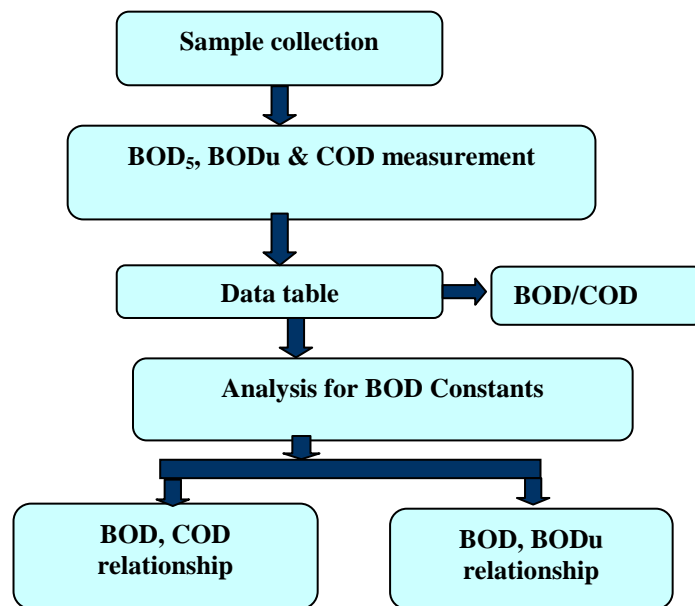 Sample collection
BOD₅, BODu & COD measurement
Data table
BOD/COD
Analysis for BOD Constants
BOD, COD
relationship
BOD, BODu
relationship